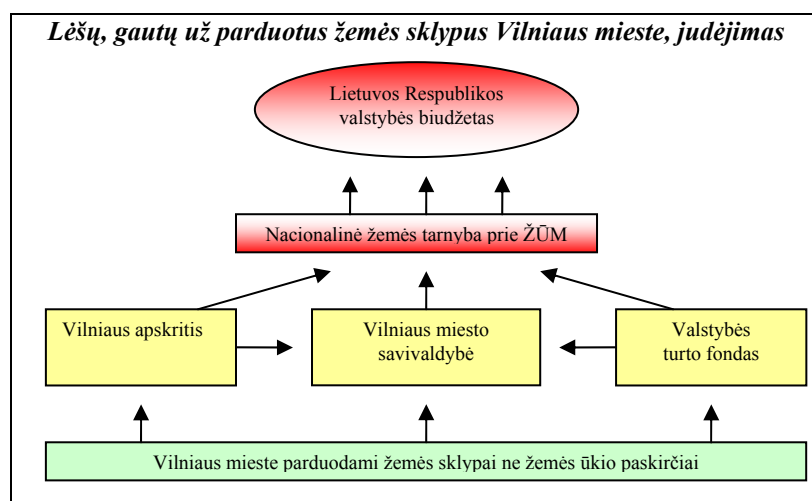 Lėšų, gautų už parduotus žemės sklypus Vilniaus mieste, judėjimas
Lietuvos Respublikos
valstybės biudžetas
Nacionalinė žemės tarnyba prie ŽŪM
Vilniaus apskritis
Vilniaus miesto
savivaldybė
Valstybės
turto fondas
Vilniaus mieste parduodami žemės sklypai ne žemės ūkio paskirčiai